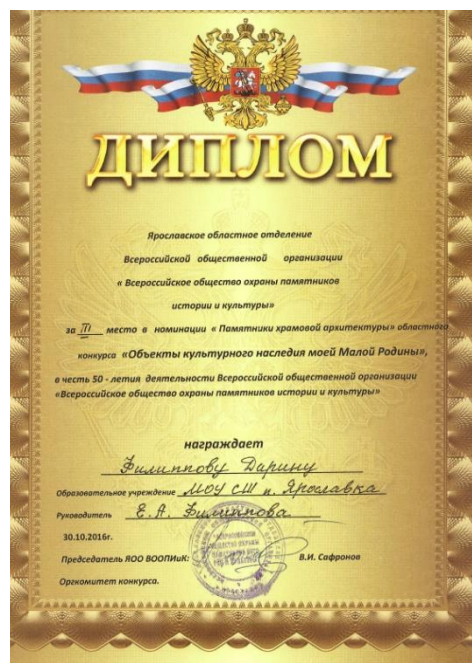 ДИПЛОМ
Ярославское областное отделение
Всероссийской общественной организации
« Всероссийское общество охраны памятников
истории и культуры»
за III место в номинации « Памятники храмовой архитектуры» областного
конкурса «Объекты культурного наследия моей Малой Родины»,
в честь 50 - летия деятельности Всероссийской общественной организации
«Всероссийское общество охраны памятников истории и культуры»
награждает
Филиппову Дарину
Образовательное учреждение МОУ СШ п. Ярославка
Руководитель Е.А. Филиппова
30.10.2016г.
Председатель ЯОО ВООПИиК: В.И. Сафронов
Оргкомитет конкурса.